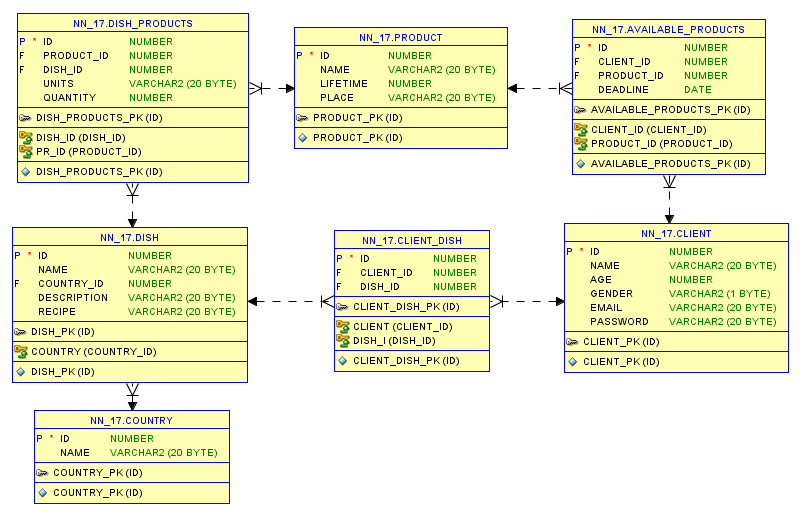 NN_17.DISH_PRODUCTS
P * ID NUMBER
F PRODUCT_ID NUMBER
F DISH_ID NUMBER
UNITS VARCHAR2 (20 BYTE)
QUANTITY NUMBER
DISH_PRODUCTS_PK (ID)
DISH_ID (DISH_ID)
PR_ID (PRODUCT_ID)
DISH_PRODUCTS_PK (ID)
NN_17.PRODUCT
P * ID NUMBER
NAME VARCHAR2 (20 BYTE)
LIFETIME NUMBER
PLACE VARCHAR2 (20 BYTE)
PRODUCT_PK (ID)
PRODUCT_PK (ID)
NN_17.AVAILABLE_PRODUCTS
P * ID NUMBER
F CLIENT_ID NUMBER
F PRODUCT_ID NUMBER
DEADLINE DATE
AVAILABLE_PRODUCTS_PK (ID)
CLIENT_ID (CLIENT_ID)
PRODUCT_ID (PRODUCT_ID)
AVAILABLE_PRODUCTS_PK (ID)
NN_17.DISH
P * ID NUMBER
NAME VARCHAR2 (20 BYTE)
F COUNTRY_ID NUMBER
DESCRIPTION VARCHAR2 (20 BYTE)
RECIPE VARCHAR2 (20 BYTE)
DISH_PK (ID)
COUNTRY (COUNTRY_ID)
DISH_PK (ID)
NN_17.CLIENT_DISH
P * ID NUMBER
F CLIENT_ID NUMBER
F DISH_ID NUMBER
CLIENT_DISH_PK (ID)
CLIENT (CLIENT_ID)
DISH_I (DISH_ID)
CLIENT_DISH_PK (ID)
NN_17.CLIENT
P * ID NUMBER
NAME VARCHAR2 (20 BYTE)
AGE NUMBER
GENDER VARCHAR2 (1 BYTE)
EMAIL VARCHAR2 (20 BYTE)
PASSWORD VARCHAR2 (20 BYTE)
CLIENT_PK (ID)
CLIENT_PK (ID)
NN_17.COUNTRY
P * ID NUMBER
NAME VARCHAR2 (20 BYTE)
COUNTRY_PK (ID)
COUNTRY_PK (ID)